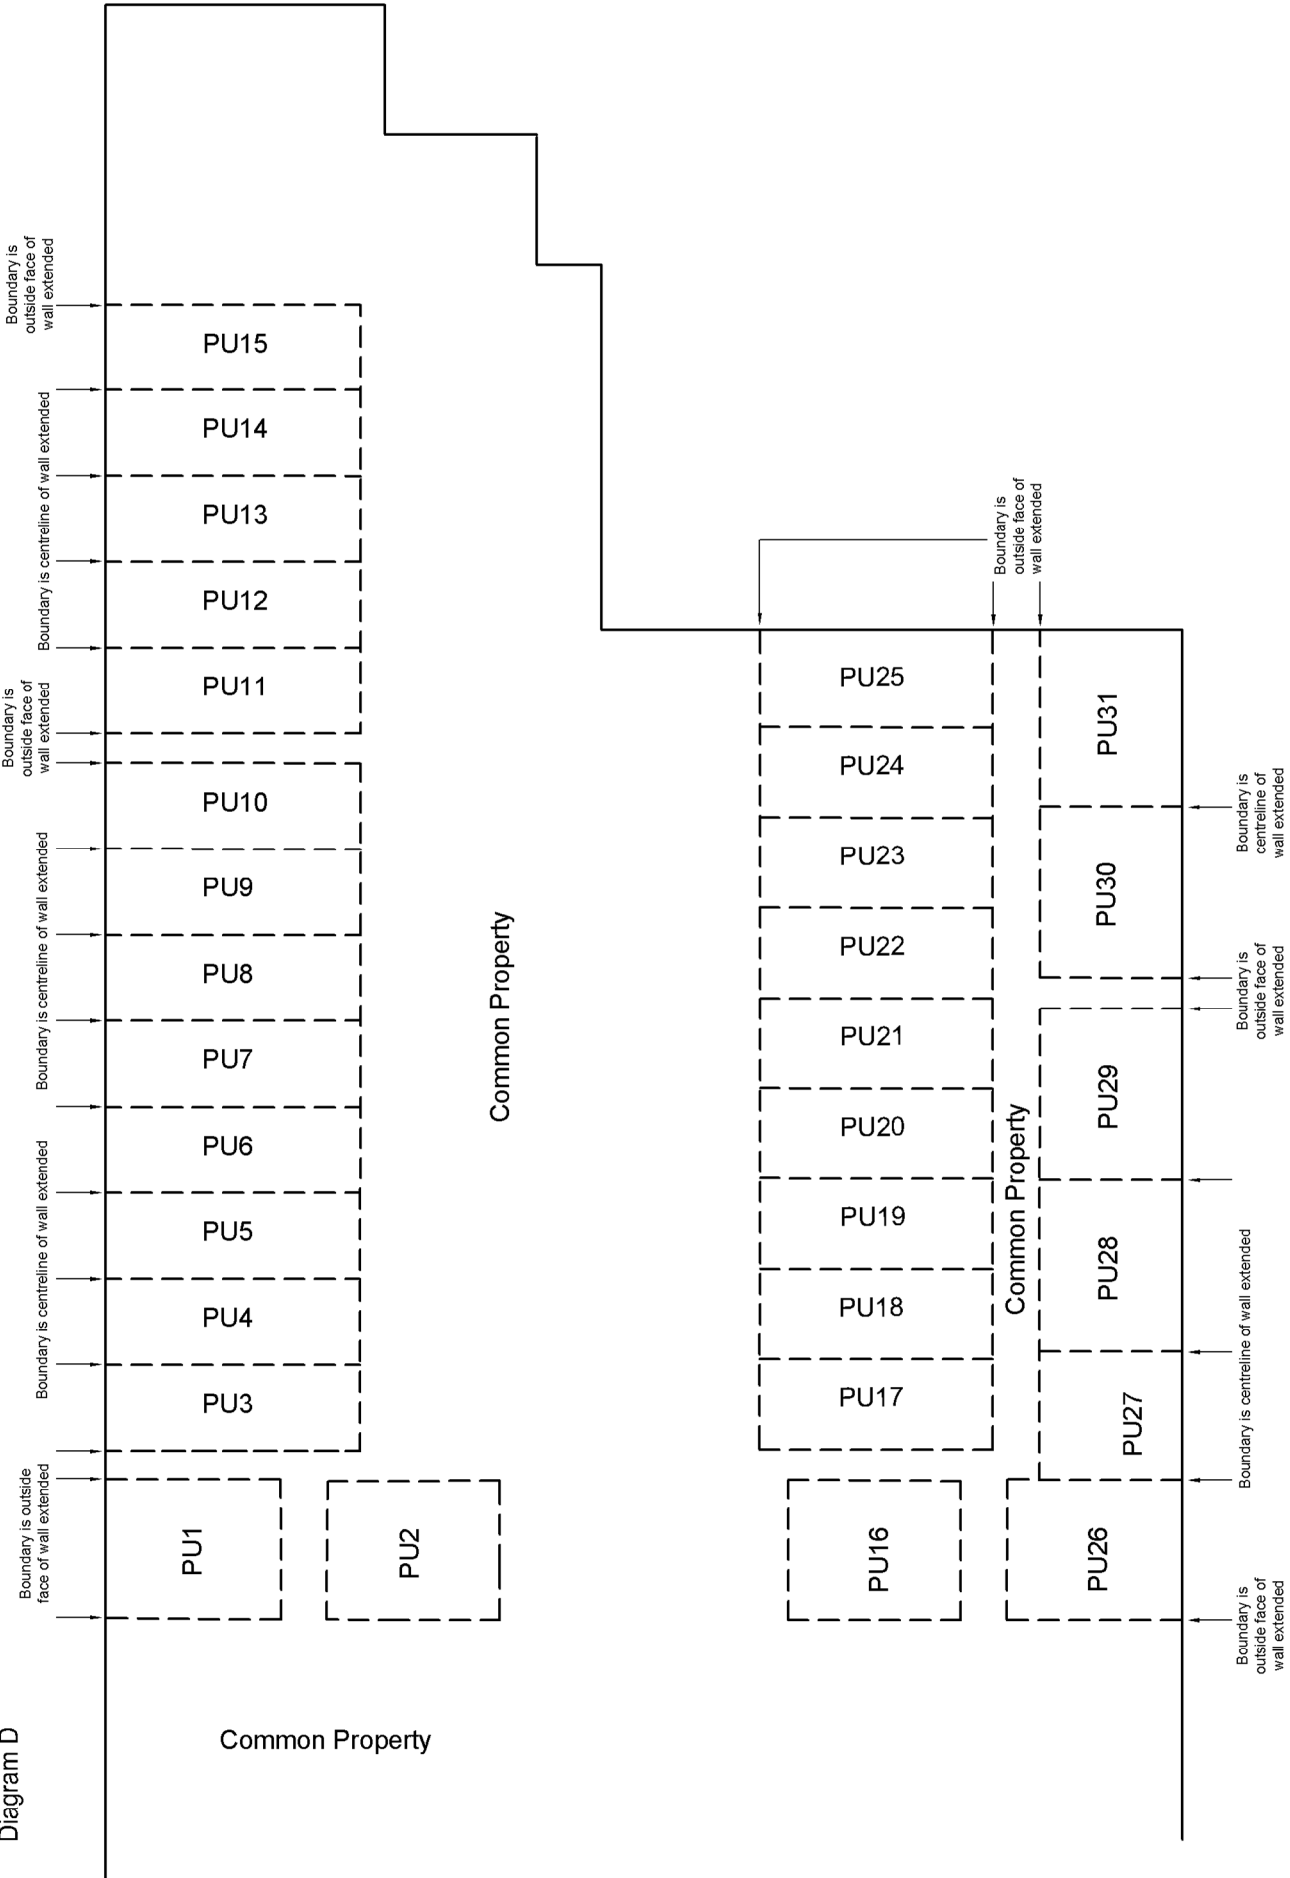 Boundary is
outside face of
wall extended
PU15
Boundary is centreline of wall extended
PU14
PU13
PU12
PU11
Boundary is
outside face of
wall extended
PU10
Boundary is centreline of wall extended
PU9
PU8
PU7
PU6
Boundary is centreline of wall extended
PU5
PU4
PU3
Boundary is outside
face of wall extended
PU1
PU2
Common Property
Boundary is
outside face of
wall extended
PU25
PU24
PU23
PU22
PU21
PU20
PU19
PU18
PU17
PU16
Common Property
PU31
Boundary is
centreline of
wall extended
PU30
Boundary is
outside face of
wall extended
PU29
PU28
Boundary is centreline of wall extended
PU27
PU26
Boundary is
outside face of
wall extended
Common Property
Diagram D